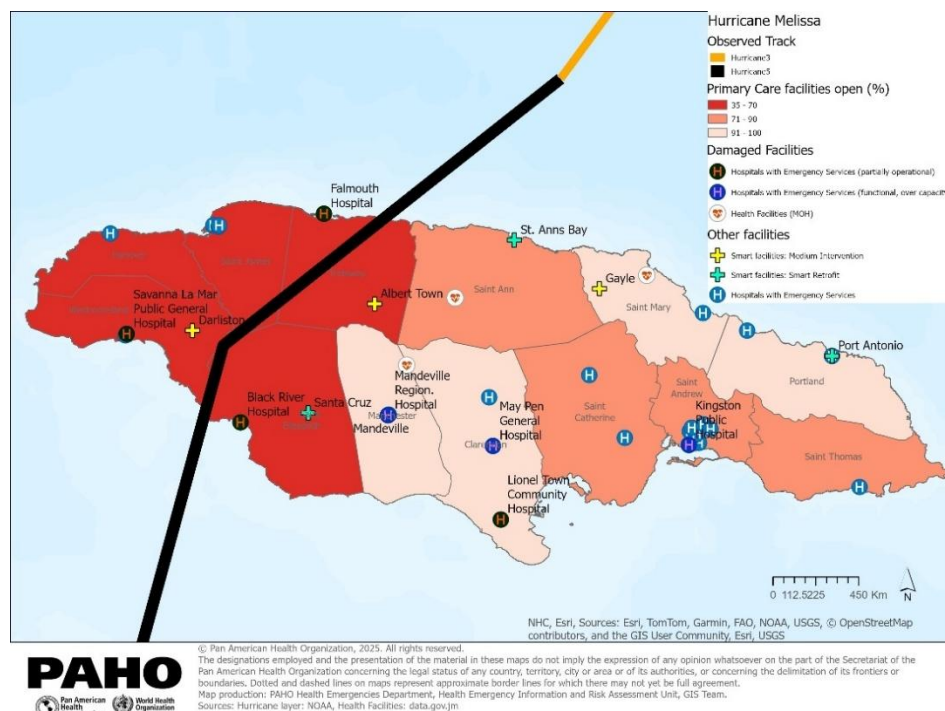 Hurricane Melissa
Observed Track
Hurricane3
Hurricane5
Primary Care facilities open (%)
35 - 70
71 - 90
91 - 100
Damaged Facilities
Hospitals with Emergency Services (partially operational)
Hospitals with Emergency Services (functional, over capacity
Health Facilities (MOH)
Other facilities
Smart facilities: Medium Intervention
Smart facilities: Smart Retrofit
Hospitals with Emergency Services
Falmouth
Hospital
St. Anns Bay
Gayle
Albert Town
Saint Ann
Saint Mary
Saint James
Savanna La Mar
Public General
Hospital
Darliston
Port Antonio
Portland
Mandeville
Region. Hospital
Black River
Hospital
Santa Cruz
Mandeville
May Pen
General
Hospital
Saint
Catherine
Saint
Andrew
Kingston
Public
Hospital
Saint Thomas
Lionel Town
Community
Hospital
0 112.5225 450 Km
N
NHC, Esri, Sources: Esri, TomTom, Garmin, FAO, NOAA, USGS, © OpenStreetMap
contributors, and the GIS User Community, Esri, USGS
PAHO
Pan American
Health
World Health
Organization
© Pan American Health Organization, 2025. All rights reserved.
The designations employed and the presentation of the material in these maps do not imply the expression of any opinion whatsoever on the part of the Secretariat of the
Pan American Health Organization concerning the legal status of any country, territory, city or area or of its authorities, or concerning the delimitation of its frontiers or
boundaries. Dotted and dashed lines on maps represent approximate border lines for which there may not yet be full agreement.
Map production: PAHO Health Emergencies Department, Health Emergency Information and Risk Assessment Unit, GIS Team.
Sources: Hurricane layer: NOAA, Health Facilities: data.gov.jm